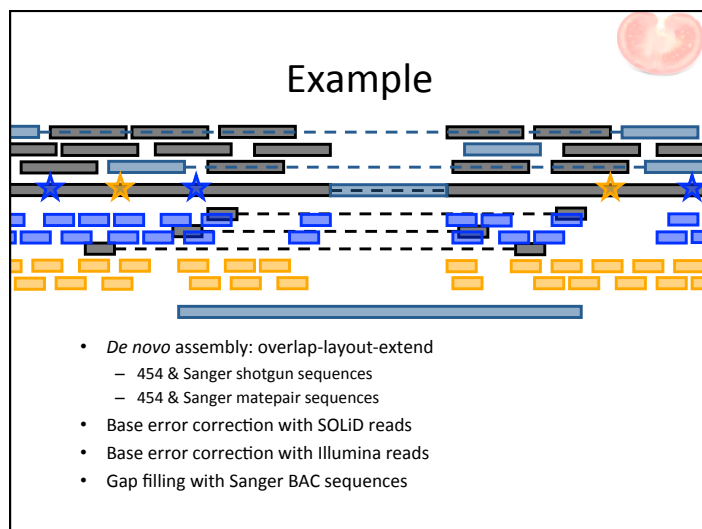 Example
• De novo assembly: overlap-layout-extend
– 454 & Sanger shotgun sequences
– 454 & Sanger matepair sequences
• Base error correction with SOLiD reads
• Base error correction with Illumina reads
• Gap filling with Sanger BAC sequences